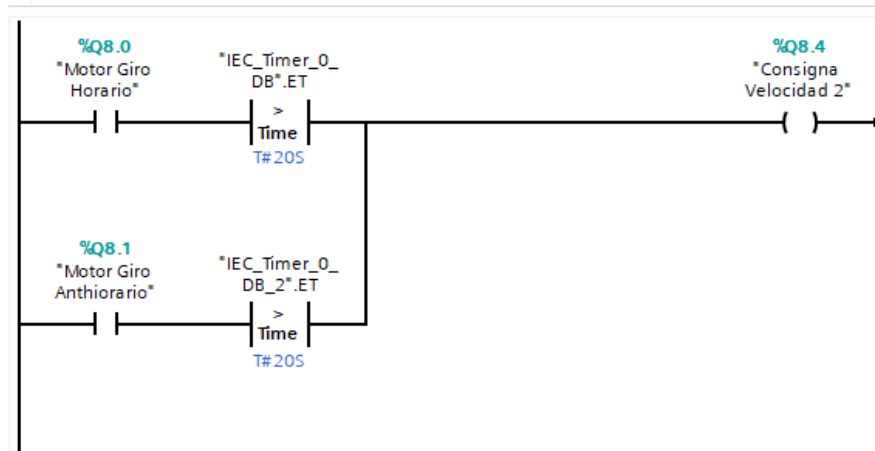 %Q8.0
"Motor Giro
Horario"
"IEC_Timer_0_
DB".ET
>
Time
T#20S
%Q8.4
"Consigna
Velocidad 2"
%Q8.1
"Motor Giro
Anthiorario"
"IEC_Timer_0_
DB_2".ET
>
Time
T#20S